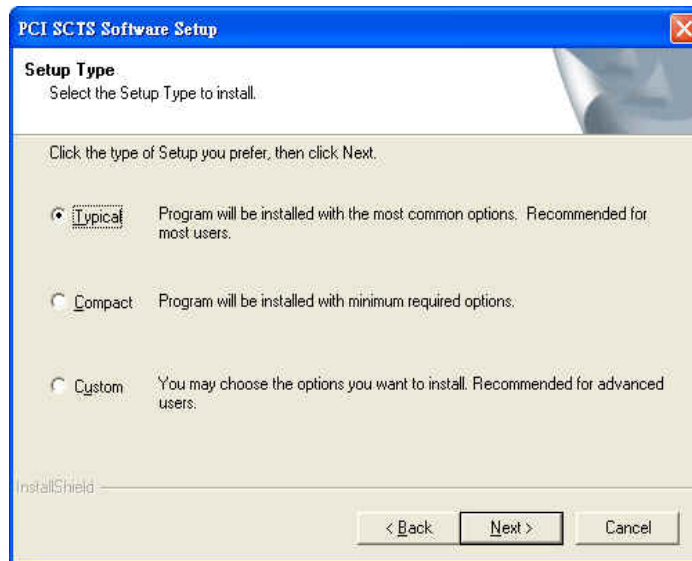 PCI SCTS Software Setup
Setup Type
Select the Setup Type to install.
Click the type of Setup you prefer, then click Next.
Typical
Program will be installed with the most common options. Recommended for
most users.
Compact
Program will be installed with minimum required options.
Custom
You may choose the options you want to install. Recommended for advanced
users.
InstallShield
< Back
Next >
Cancel